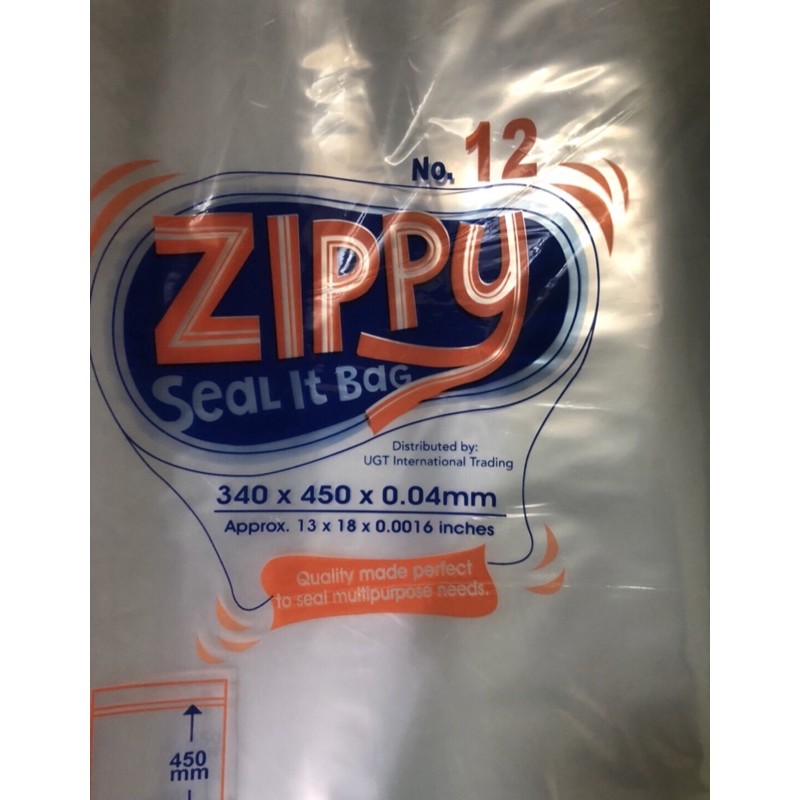 No. 12
ZIPPY
Seal It Bag
Distributed by:
UGT International Trading
340 x 450 x 0.04mm
Approx. 13 x 18 x 0.0016 inches
Quality made perfect
to seal multipurpose needs.
450
mm